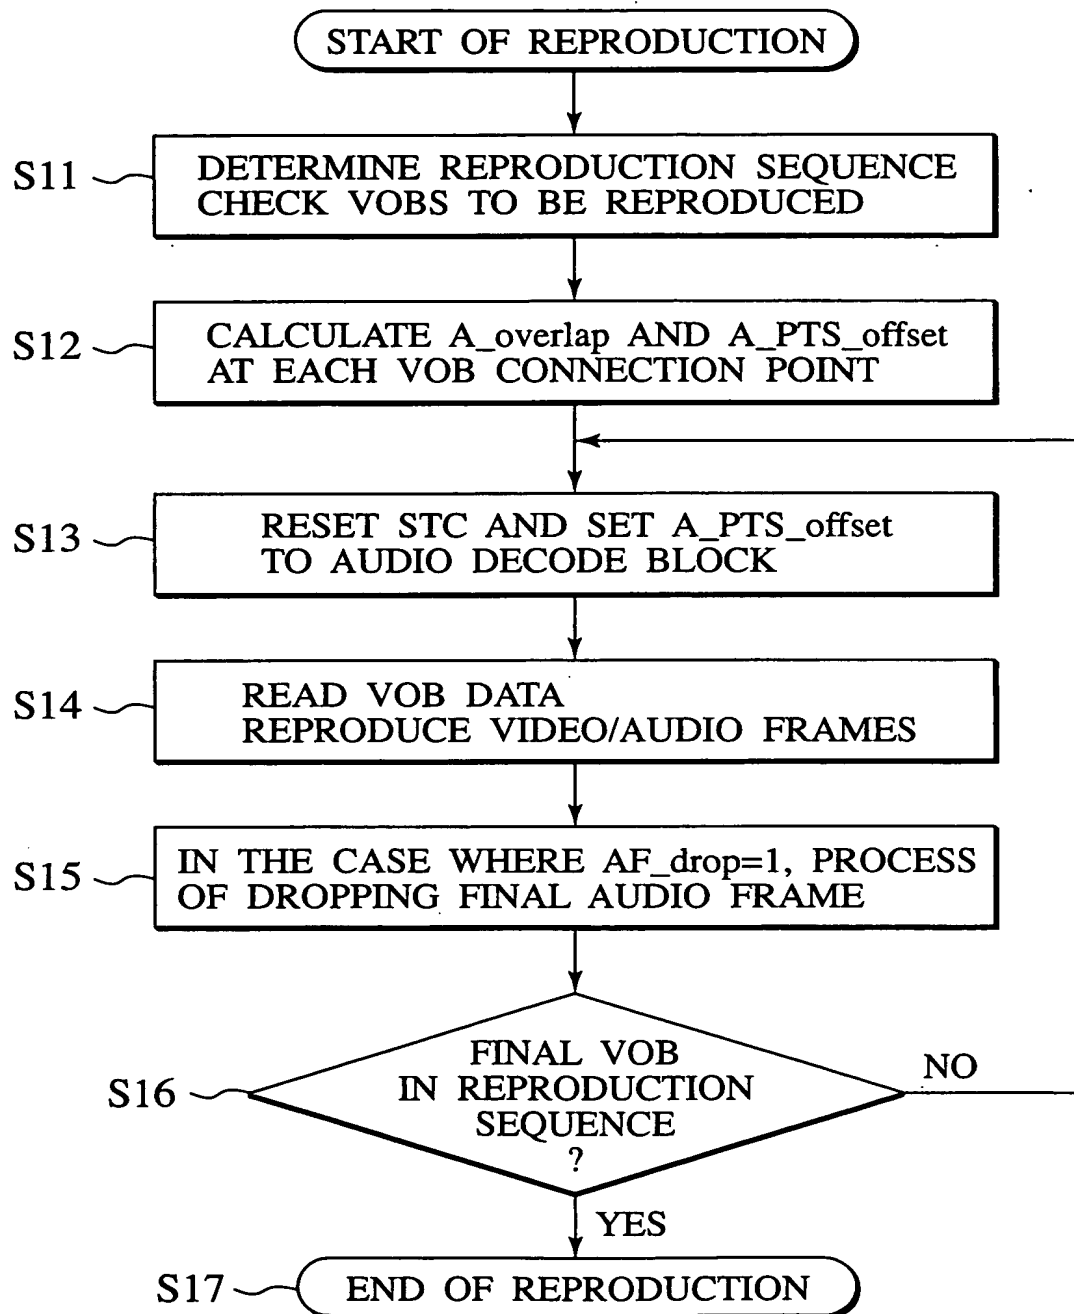 START OF REPRODUCTION
S11
DETERMINE REPRODUCTION SEQUENCE
CHECK VOBS TO BE REPRODUCED
S12
CALCULATE A_overlap AND A_PTS_offset
AT EACH VOB CONNECTION POINT
S13
RESET STC AND SET A_PTS_offset
TO AUDIO DECODE BLOCK
S14
READ VOB DATA
REPRODUCE VIDEO/AUDIO FRAMES
S15
IN THE CASE WHERE AF_drop=1, PROCESS
OF DROPPING FINAL AUDIO FRAME
S16
FINAL VOB
IN REPRODUCTION
SEQUENCE
?
NO
YES
S17
END OF REPRODUCTION